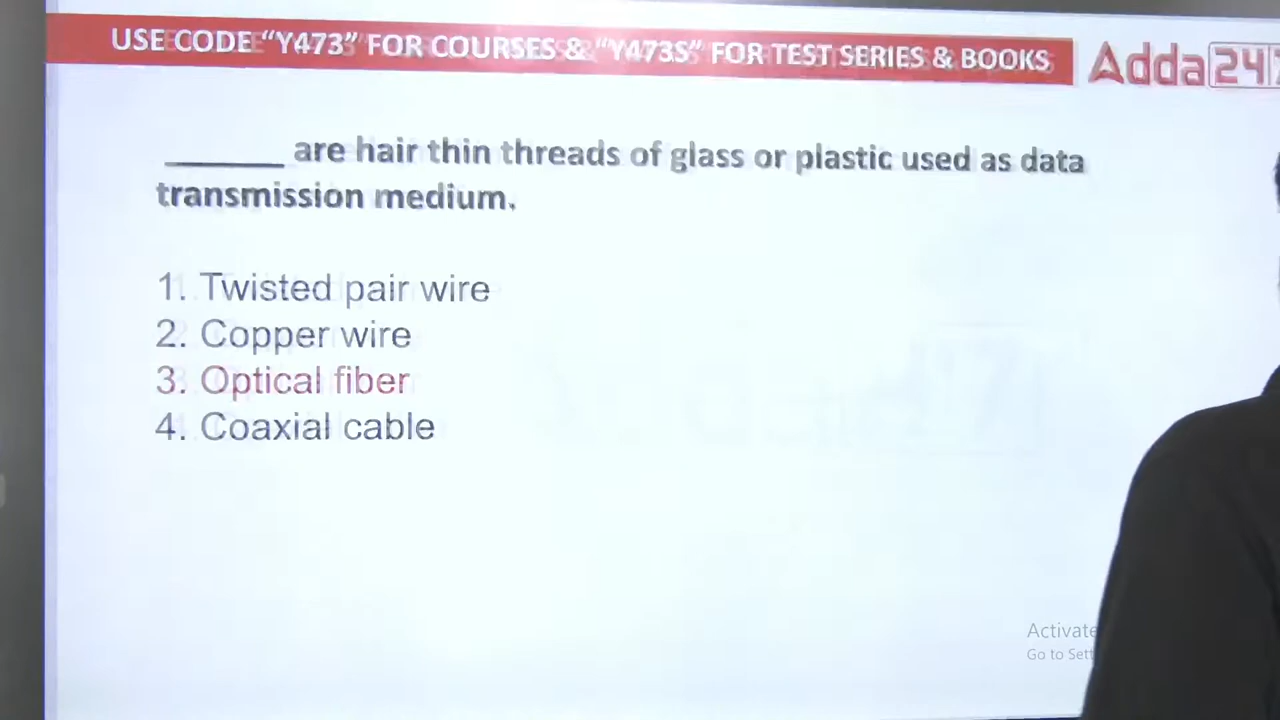 USE CODE “Y473” FOR COURSES & “Y473S” FOR TEST SERIES & BOOKS
Adda24
______ are hair thin threads of glass or plastic used as data
transmission medium.
1. Twisted pair wire
2. Copper wire
3. Optical fiber
4. Coaxial cable
Activate
Go to Sett